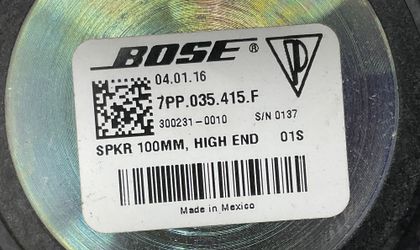 BOSE ®
04.01.16
7PP.035.415.F
300231-0010 S/N 0137
SPKR 100MM, HIGH END 01S
Made in Mexico